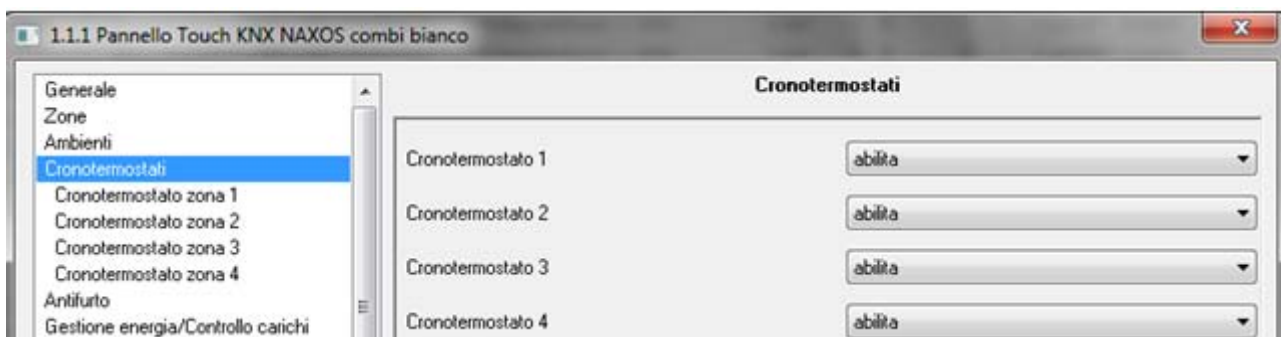 1.1.1 Pannello Touch KNX NAXOS combi bianco
Generale
Zone
Ambienti
Cronotermostati
Cronotermostato zona 1
Cronotermostato zona 2
Cronotermostato zona 3
Cronotermostato zona 4
Antifurto
Gestione energia/Controllo carichi
Cronotermostati
Cronotermostato 1 abilita
Cronotermostato 2 abilita
Cronotermostato 3 abilita
Cronotermostato 4 abilita